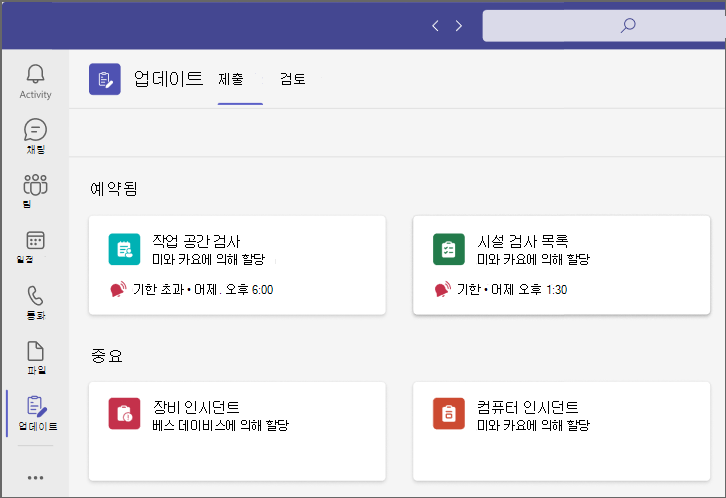 업데이트 제출 검토
Activity
채팅
팀
일정
통화
파일
업데이트
예약됨
작업 공간 검사
미와 카요에 의해 할당
기한 초과 • 어제. 오후 6:00
시설 검사 목록
미와 카요에 의해 할당
기한 • 어제 오후 1:30
중요
장비 인시던트
베스 데이비스에 의해 할당
컴퓨터 인시던트
미와 카요에 의해 할당